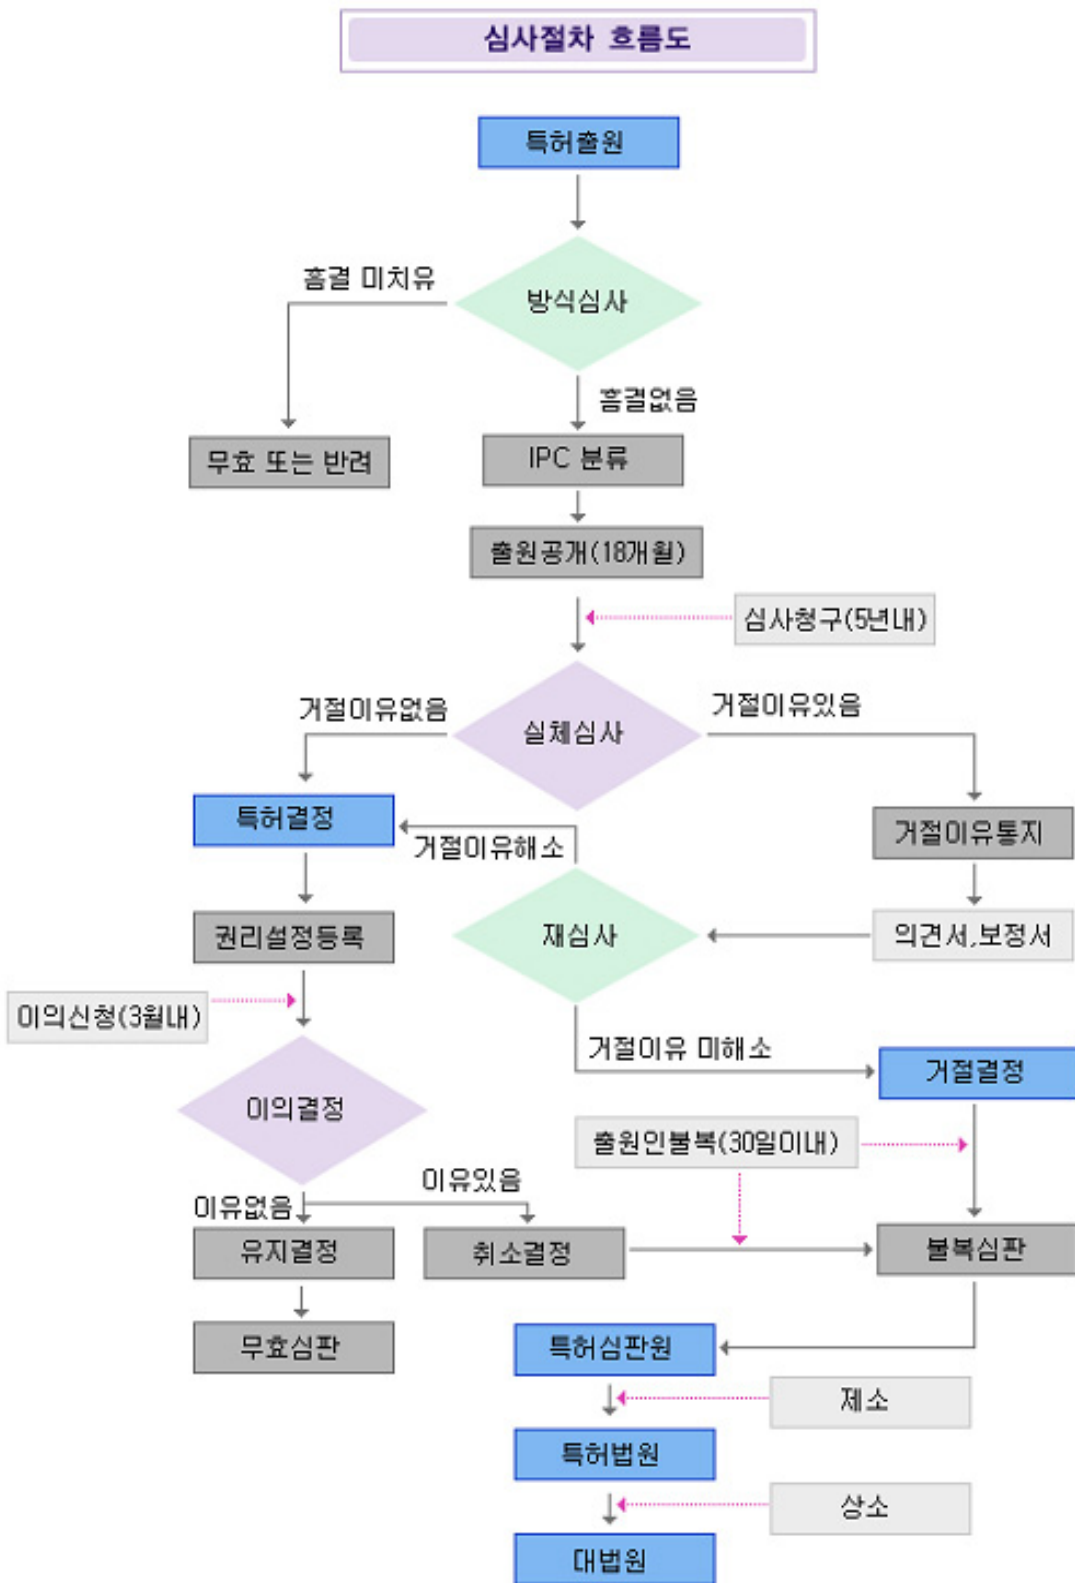 심사절차 흐름도
특허출원
흠결 미치유
방식심사
흠결없음
무효 또는 반려
IPC 분류
출원공개(18개월)
심사청구(5년내)
거절이유없음
실체심사
거절이유있음
특허결정
거절이유해소
거절이유통지
권리설정등록
재심사
의견서,보정서
이의신청(3월내)
거절이유 미해소
거절결정
이의결정
출원인불복(30일이내)
이유없음
이유있음
유지결정
취소결정
불복심판
무효심판
특허심판원
제소
특허법원
상소
대법원